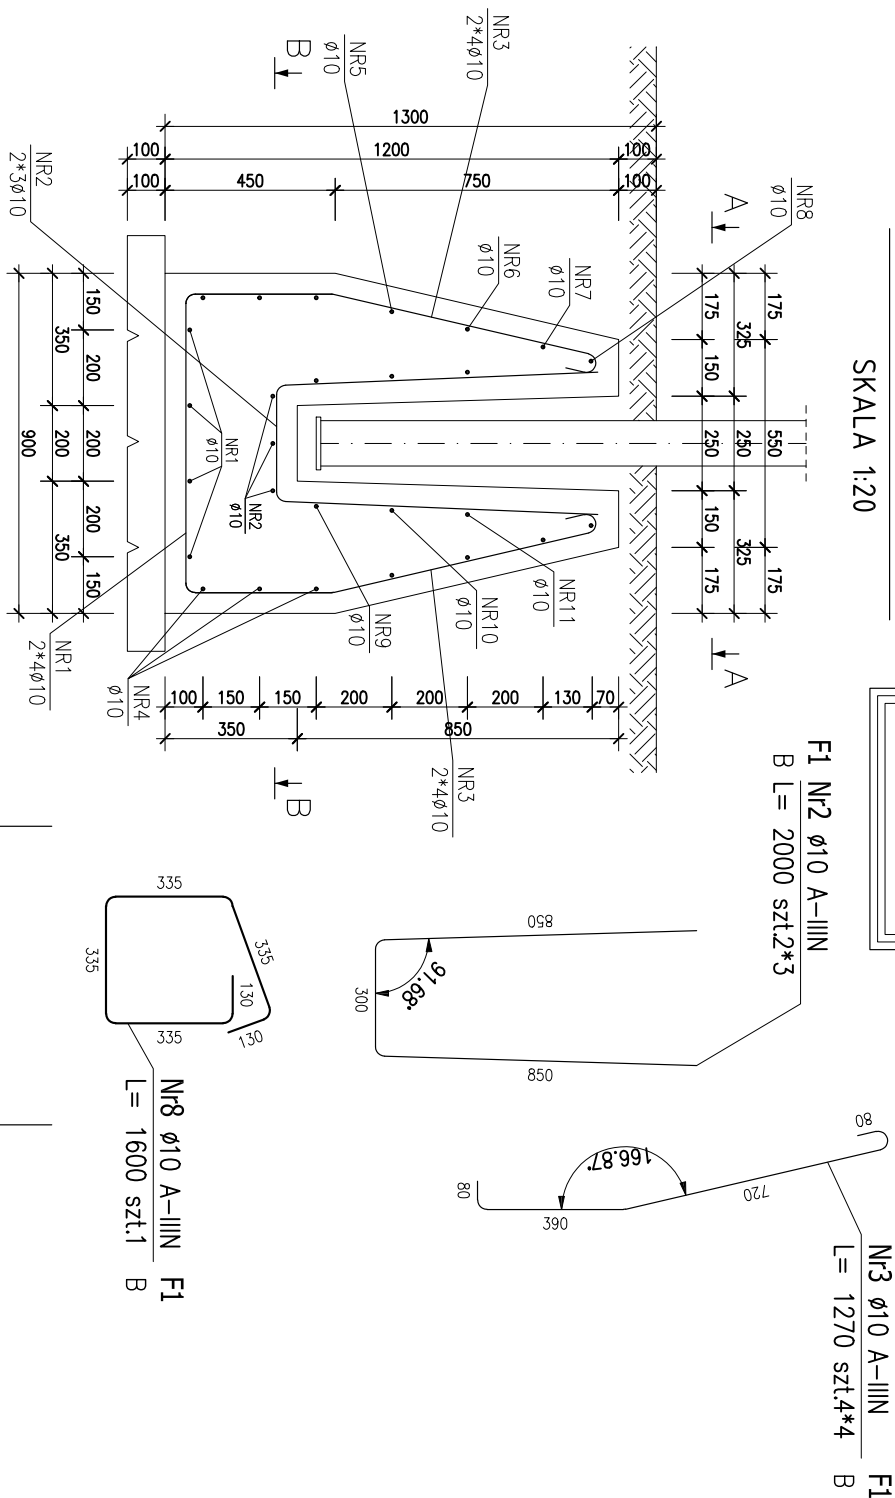 SKALA 1:20
NR8
ø10
A
A
175
325
550
150
250
250
150
325
175
175
NR3
2*4ø10
B
NR5
ø10
1300
100
1200
100
100
450
750
100
NR2
2*3ø10
NR6
ø10
NR7
ø10
NR1
ø10
NR2
ø10
NR11
ø10
NR10
ø10
NR9
ø10
150
200
200
200
150
350
200
350
900
NR1
2*4ø10
NR4
ø10
100
150
150
200
200
200
130
70
350
850
NR3
2*4ø10
B
F1 Nr2 ø10 A-IIIN
B L= 2000 szt.2*3
850
300
91.68°
850
335
335
335
335
130
130
Nr8 ø10 A-IIIN F1
L= 1600 szt.1 B
80
720
166.87°
390
80
Nr3 ø10 A-IIIN F1
L= 1270 szt.4*4 B